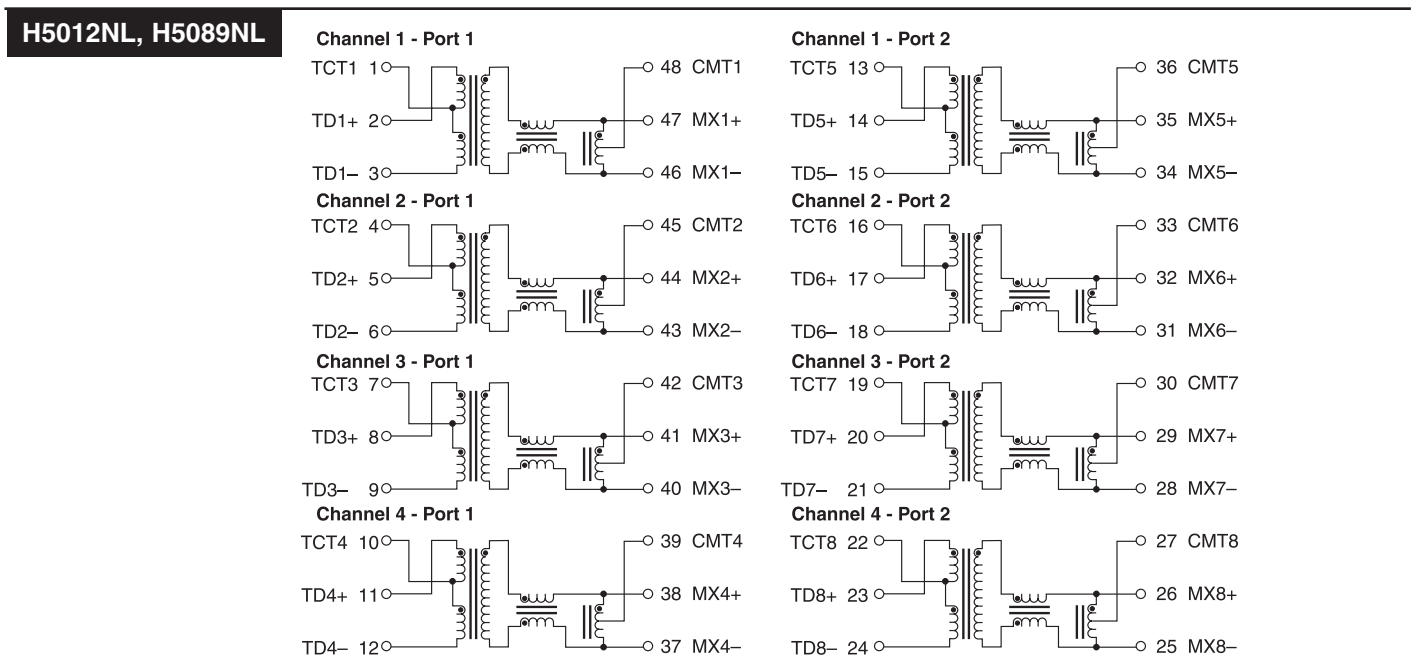 H5012NL, H5089NL
Channel 1 - Port 1
TCT1 1 48 CMT1
TD1+ 2 47 MX1+
TD1– 3 46 MX1–
Channel 2 - Port 1
TCT2 4 45 CMT2
TD2+ 5 44 MX2+
TD2– 6 43 MX2–
Channel 3 - Port 1
TCT3 7 42 CMT3
TD3+ 8 41 MX3+
TD3– 9 40 MX3–
Channel 4 - Port 1
TCT4 10 39 CMT4
TD4+ 11 38 MX4+
TD4– 12 37 MX4–
Channel 1 - Port 2
TCT5 13 36 CMT5
TD5+ 14 35 MX5+
TD5– 15 34 MX5–
Channel 2 - Port 2
TCT6 16 33 CMT6
TD6+ 17 32 MX6+
TD6– 18 31 MX6–
Channel 3 - Port 2
TCT7 19 30 CMT7
TD7+ 20 29 MX7+
TD7– 21 28 MX7–
Channel 4 - Port 2
TCT8 22 27 CMT8
TD8+ 23 26 MX8+
TD8– 24 25 MX8–